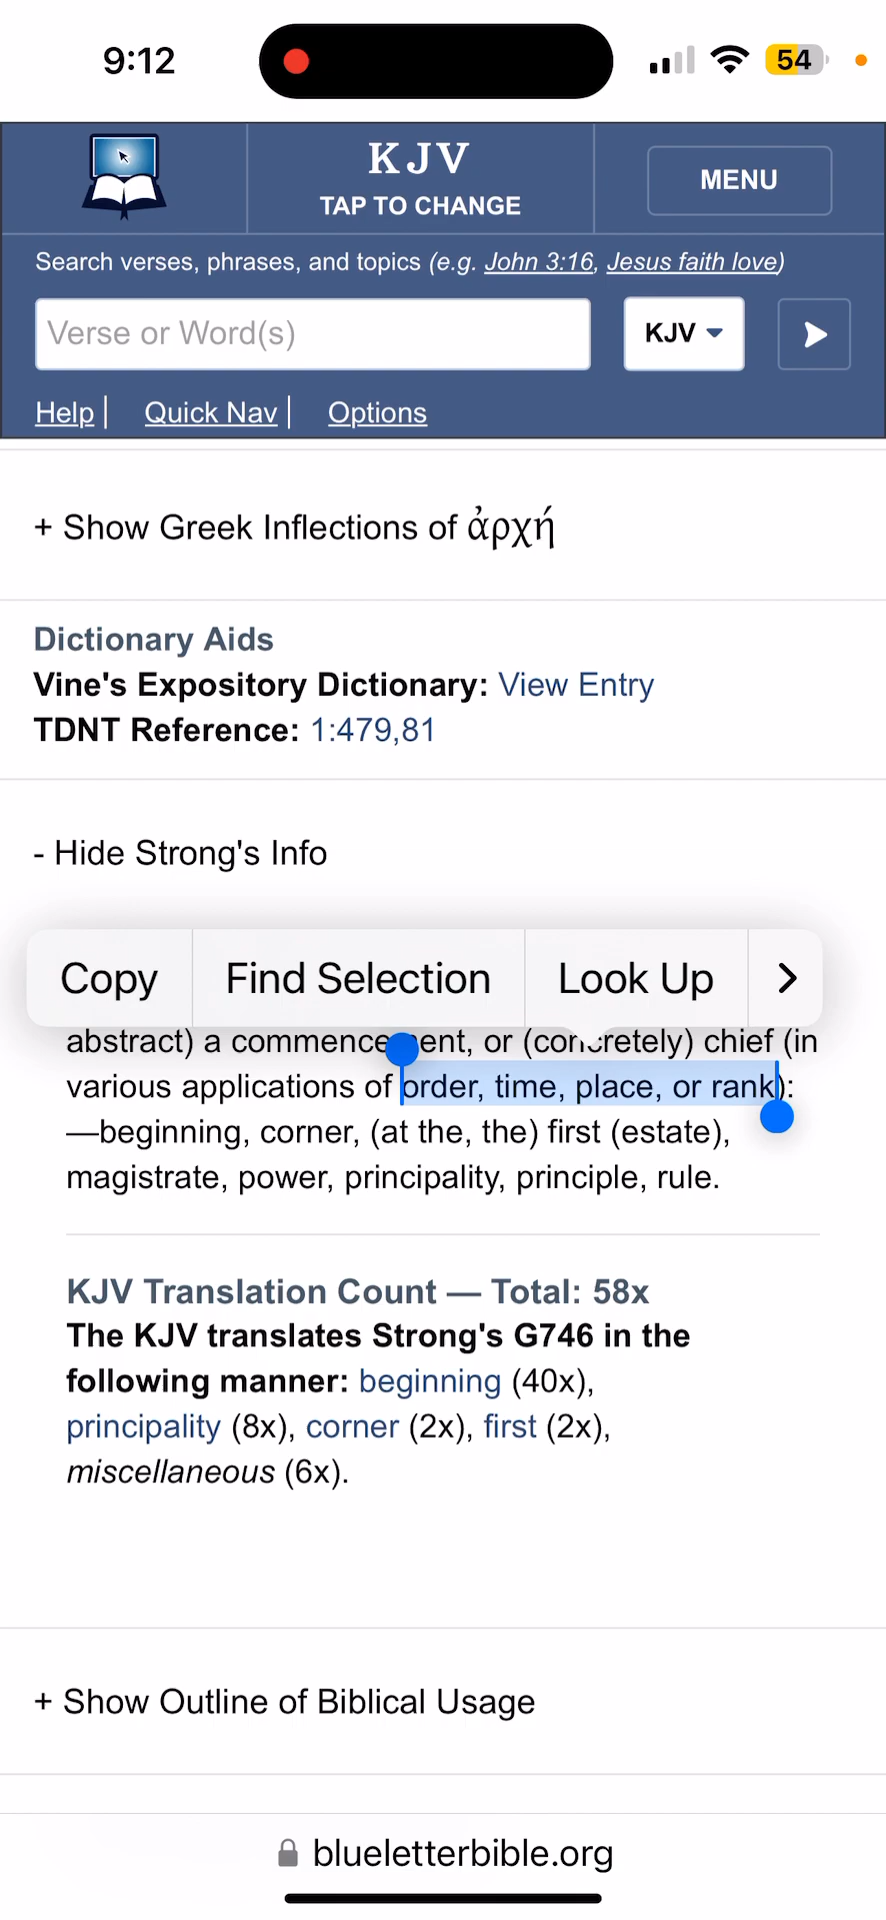 9:12
54
KJV
TAP TO CHANGE
MENU
Search verses, phrases, and topics (e.g. John 3:16, Jesus faith love)
Verse or Word(s)
KJV
Help | Quick Nav | Options
+ Show Greek Inflections of ἀρχή
Dictionary Aids
Vine's Expository Dictionary: View Entry
TDNT Reference: 1:479,81
- Hide Strong's Info
Copy Find Selection Look Up
abstract) a commencement, or (concretely) chief (in
various applications of order, time, place, or rank):
—beginning, corner, (at the, the) first (estate),
magistrate, power, principality, principle, rule.
KJV Translation Count — Total: 58x
The KJV translates Strong's G746 in the
following manner: beginning (40x),
principality (8x), corner (2x), first (2x),
miscellaneous (6x).
+ Show Outline of Biblical Usage
blueletterbible.org